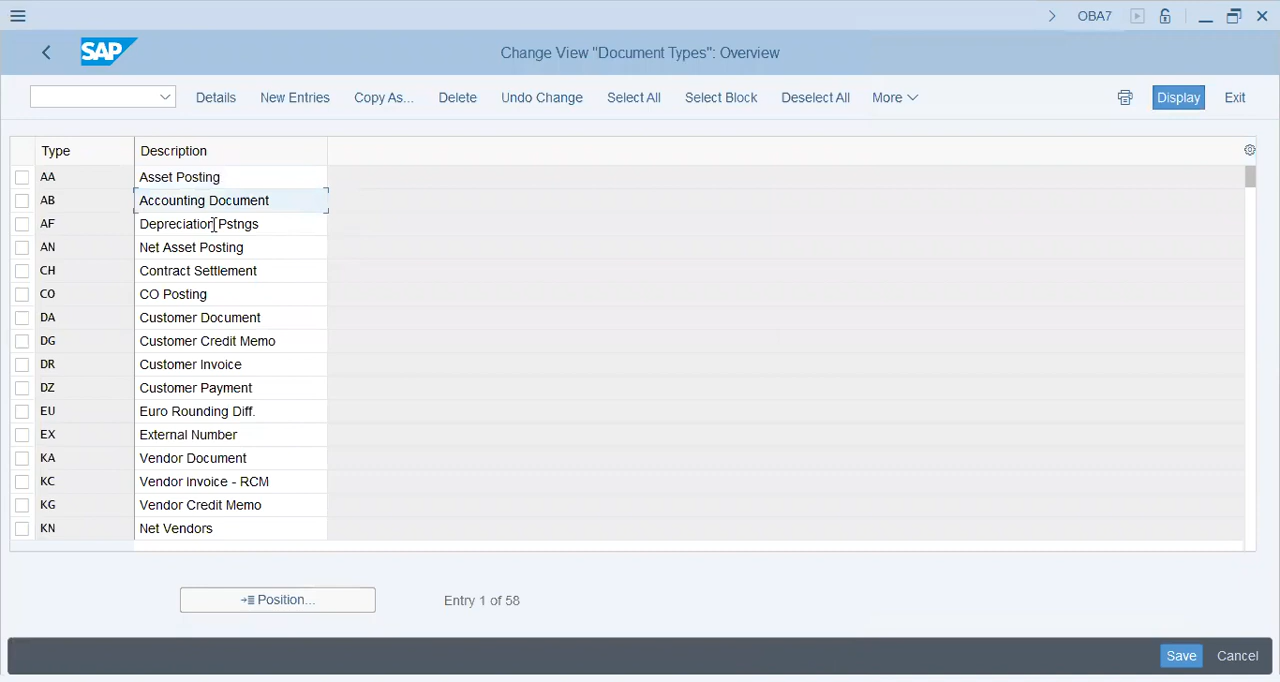 OBA7
SAP
Change View "Document Types": Overview
Details New Entries Copy As... Delete Undo Change Select All Select Block Deselect All More Display Exit
Type Description
AA Asset Posting
AB Accounting Document
AF Depreciation Pstngs
AN Net Asset Posting
CH Contract Settlement
CO CO Posting
DA Customer Document
DG Customer Credit Memo
DR Customer Invoice
DZ Customer Payment
EU Euro Rounding Diff.
EX External Number
KA Vendor Document
KC Vendor Invoice - RCM
KG Vendor Credit Memo
KN Net Vendors
Position... Entry 1 of 58
Save Cancel